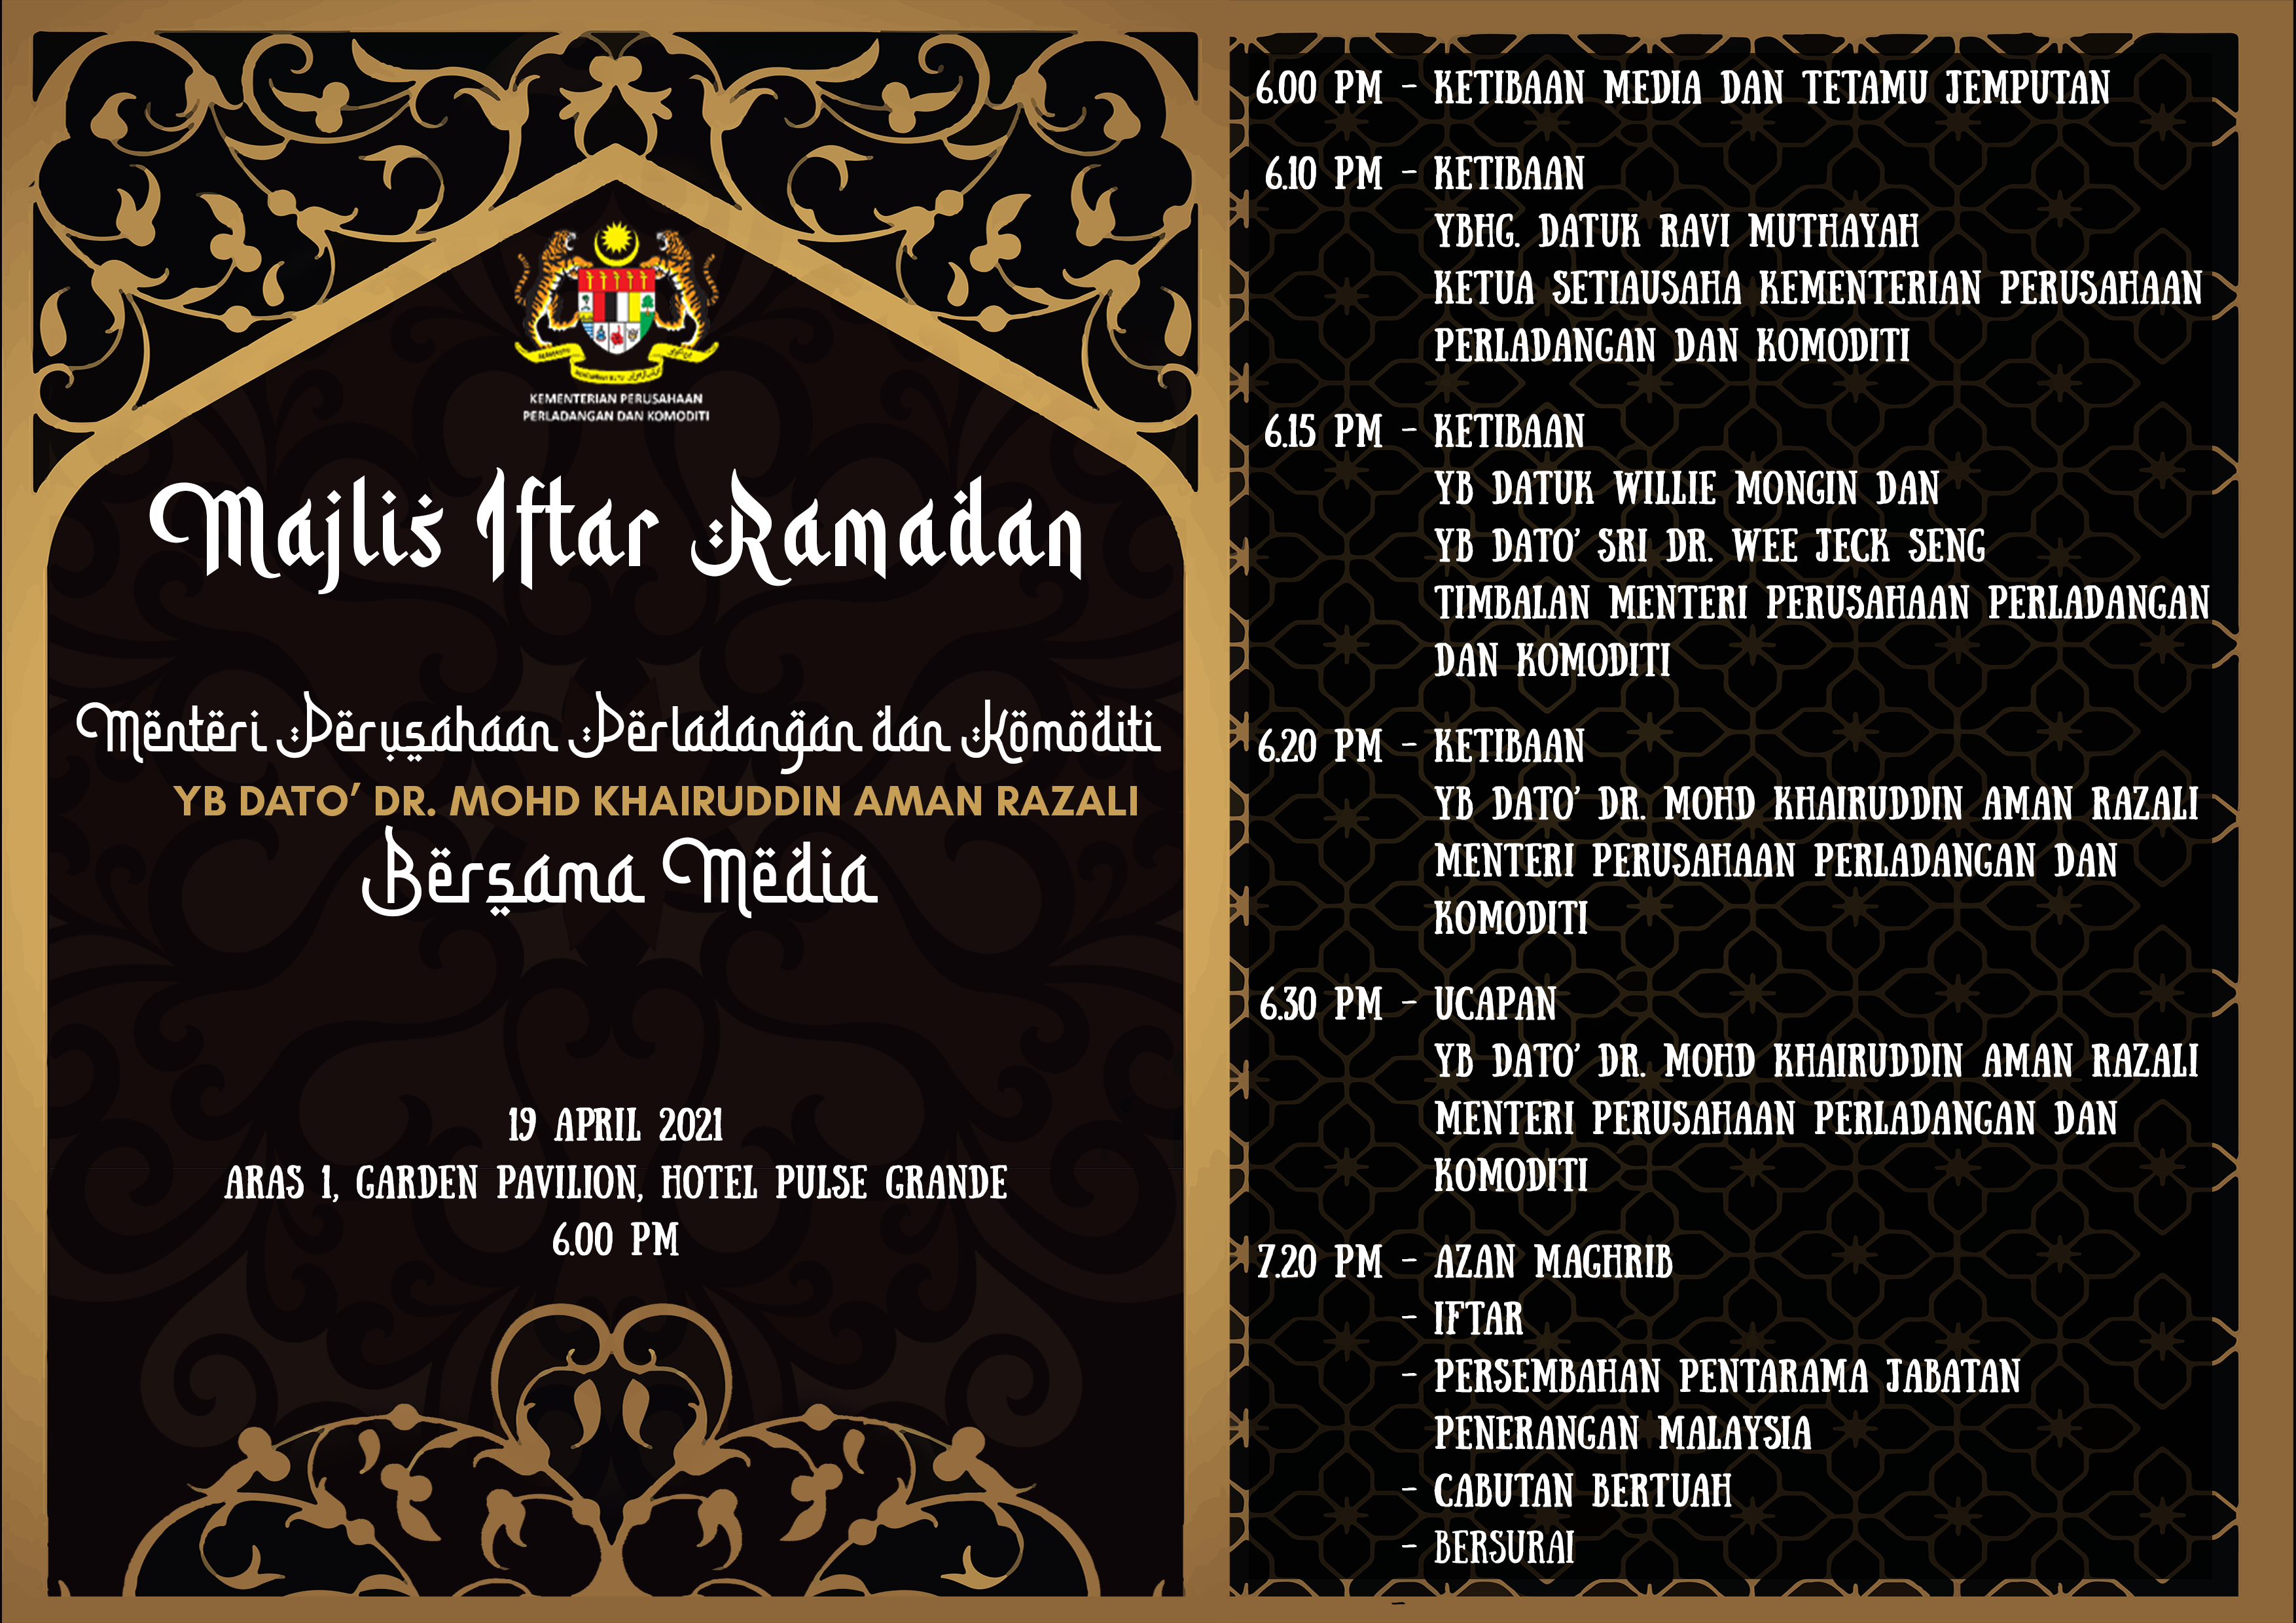 KEMENTERIAN PERUSAHAAN
PERLADANGAN DAN KOMODITI
Majlis Iftar Ramadan
Menteri Perusahaan Perladangan dan Komoditi
YB DATO' DR. MOHD KHAIRUDDIN AMAN RAZALI
Bersama Media
19 APRIL 2021
ARAS 1, GARDEN PAVILION, HOTEL PULSE GRANDE
6.00 PM
6.00 PM - KETIBAAN MEDIA DAN TETAMU JEMPUTAN
6.10 PM - KETIBAAN
YBHG. DATUK RAVI MUTHAYAH
KETUA SETIAUSAHA KEMENTERIAN PERUSAHAAN
PERLADANGAN DAN KOMODITI
6.15 PM - KETIBAAN
YB DATUK WILLIE MONGIN DAN
YB DATO' SRI DR. WEE JECK SENG
TIMBALAN MENTERI PERUSAHAAN PERLADANGAN
DAN KOMODITI
6.20 PM - KETIBAAN
YB DATO' DR. MOHD KHAIRUDDIN AMAN RAZALI
MENTERI PERUSAHAAN PERLADANGAN DAN
KOMODITI
6.30 PM - UCAPAN
YB DATO' DR. MOHD KHAIRUDDIN AMAN RAZALI
MENTERI PERUSAHAAN PERLADANGAN DAN
KOMODITI
7.20 PM - AZAN MAGHRIB
- IFTAR
- PERSEMBAHAN PENTARAMA JABATAN
PENERANGAN MALAYSIA
- CABUTAN BERTUAH
- BERSURAI